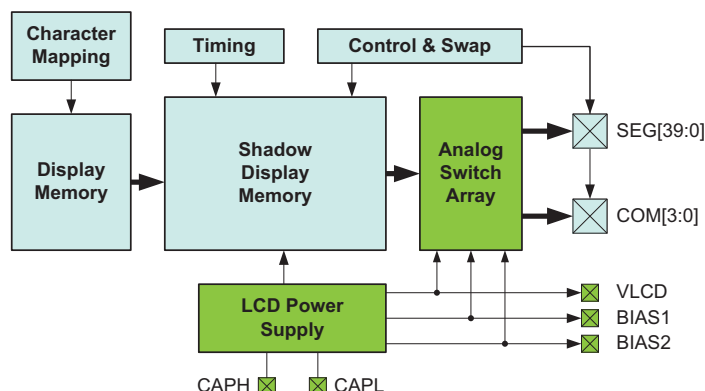 Character
Mapping
Timing
Control & Swap
Display
Memory
Shadow
Display
Memory
Analog
Switch
Array
SEG[39:0]
COM[3:0]
LCD Power
Supply
VLCD
BIAS1
BIAS2
CAPH
CAPL